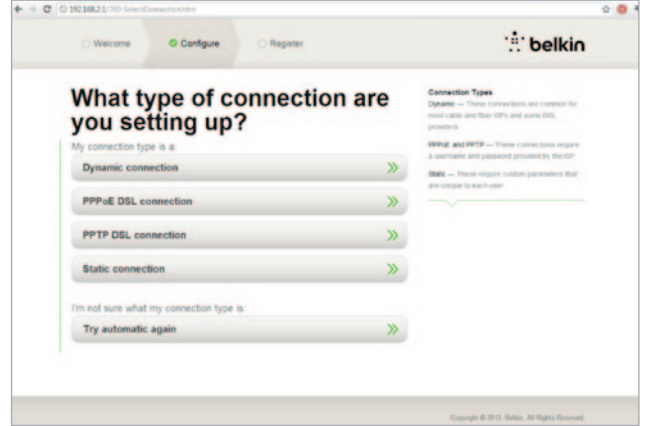 192.168.2.1/700-SelectConnection.htm
Welcome
Configure
Register
belkin
What type of connection are
you setting up?
My connection type is a:
Dynamic connection
PPPoE DSL connection
PPTP DSL connection
Static connection
I'm not sure what my connection type is:
Try automatic again
Connection Types
Dynamic — These connections are common for
most cable and fiber ISPs and some DSL
providers.
PPPoE and PPTP — These connections require
a username and password provided by the ISP
Static — These require custom parameters that
are unique to each user.
Copyright © 2012 Belkin. All Rights Reserved.